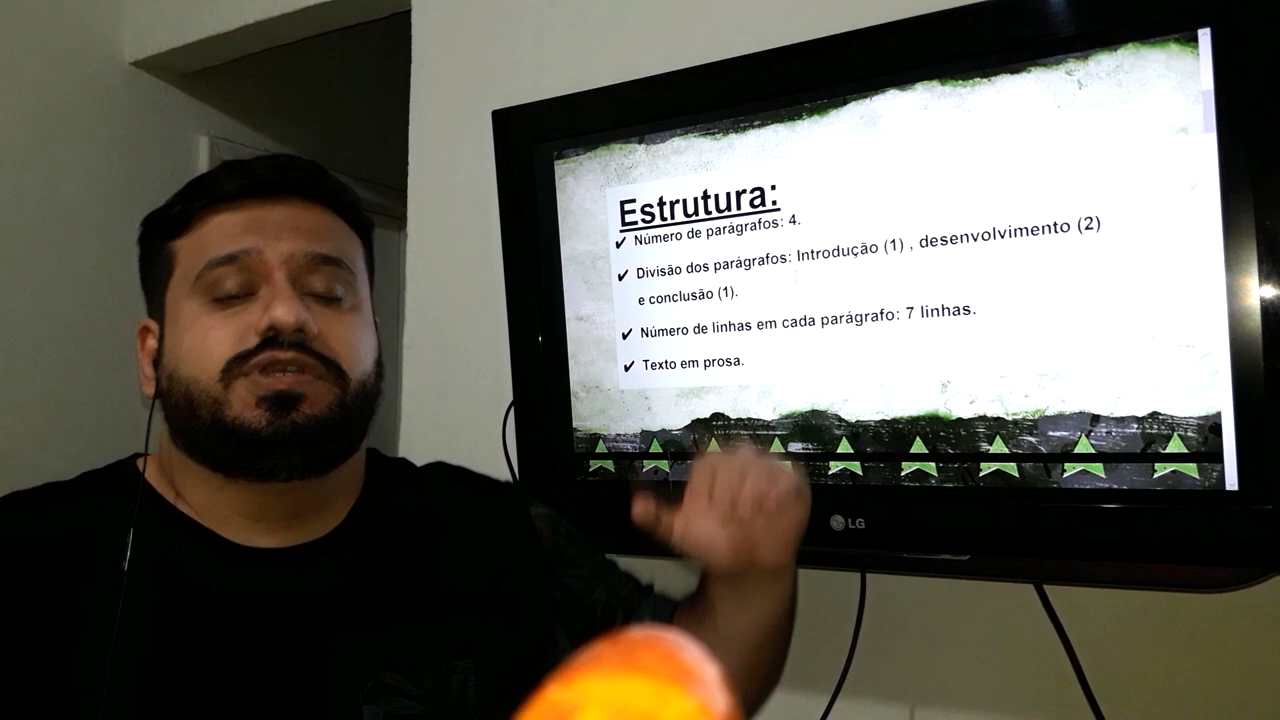 Estrutura:
✔ Número de parágrafos: 4.
✔ Divisão dos parágrafos: Introdução (1) , desenvolvimento (2)
e conclusão (1).
✔ Número de linhas em cada parágrafo: 7 linhas.
✔ Texto em prosa.
LG